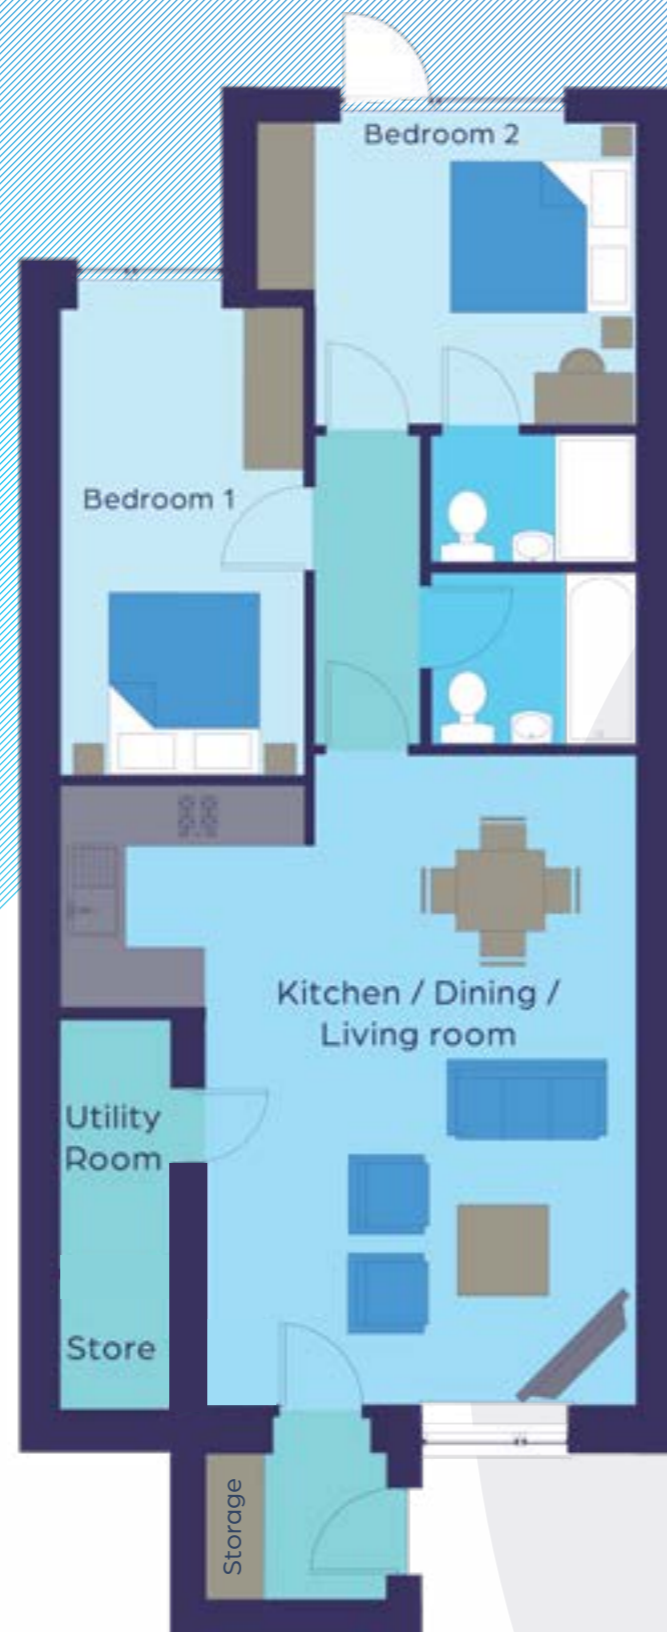 Bedroom 2
Bedroom 1
Kitchen / Dining /
Living room
Utility
Room
Store
Storage